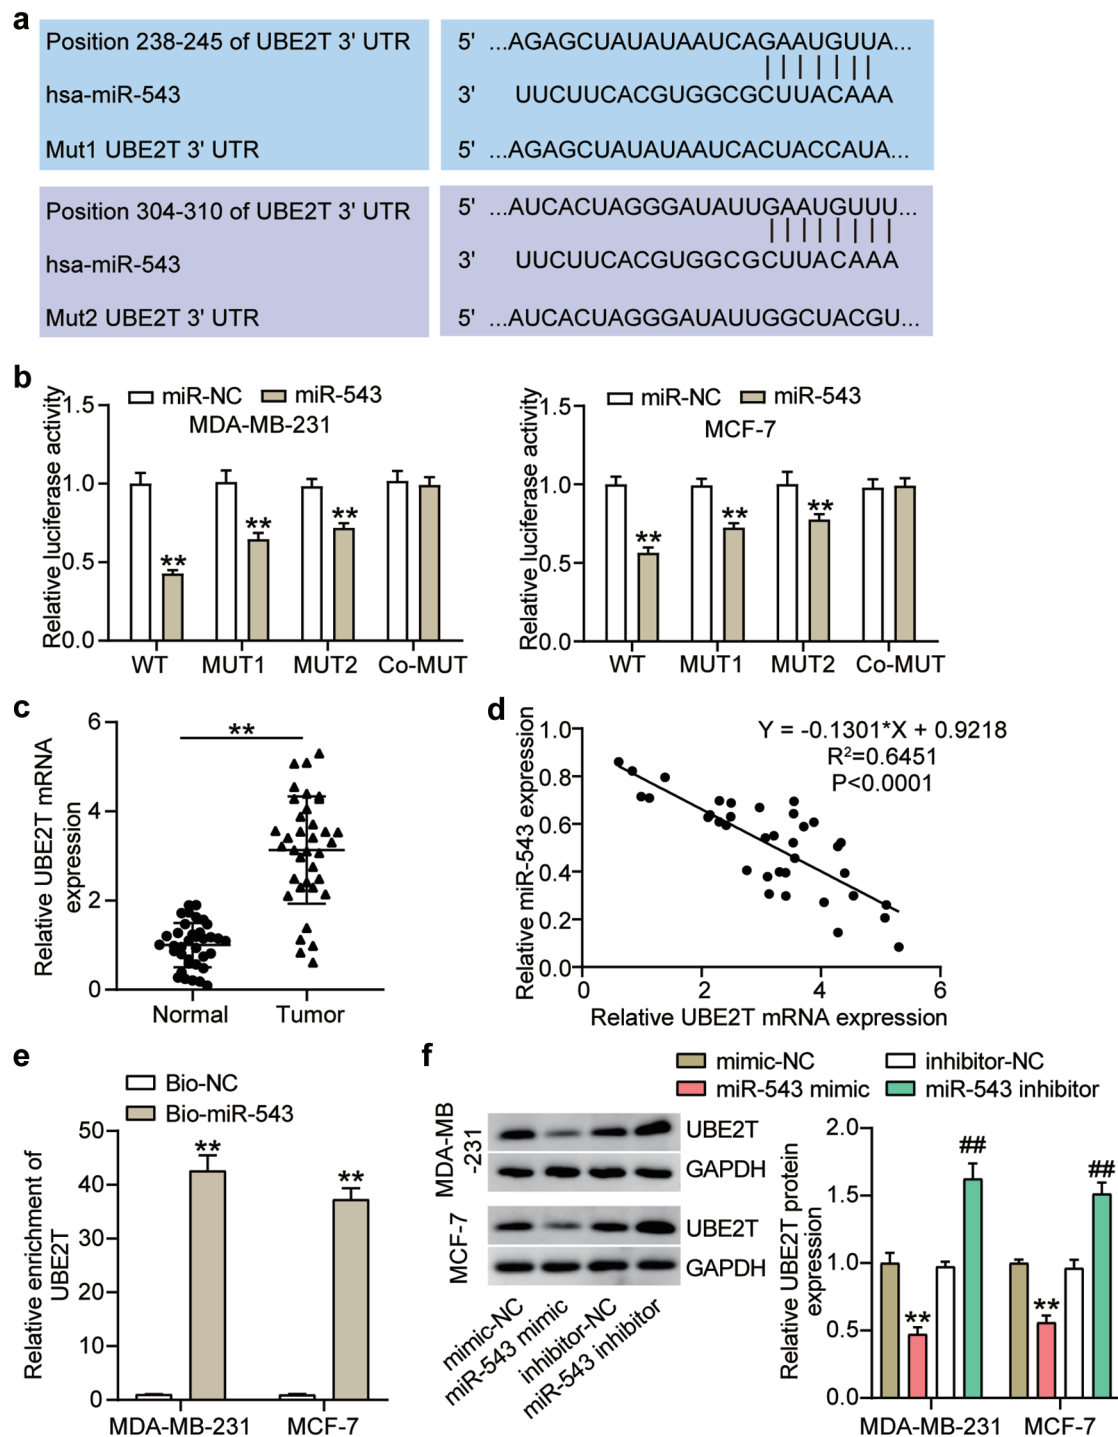 a
Position 238-245 of UBE2T 3' UTR
5' ...AGAGCUAUAUAAUCAGAAUGUUA...
hsa-miR-543
3' UUCUUCACGUGGCGCUUACAAA
Mut1 UBE2T 3' UTR
5' ...AGAGCUAUAUAAUCACUACCAUA...
Position 304-310 of UBE2T 3' UTR
5' ...AUCACUAGGGAUAUUGAAUGUUU...
hsa-miR-543
3' UUCUUCACGUGGCGCUUACAAA
Mut2 UBE2T 3' UTR
5' ...AUCACUAGGGAUAUUGGCUACGU...
b
Relative luciferase activity
miR-NC miR-543
MDA-MB-231
1.5
1.0
0.5
0.0
** ** **
WT MUT1 MUT2 Co-MUT
Relative luciferase activity
miR-NC miR-543
MCF-7
1.5
1.0
0.5
0.0
** ** **
WT MUT1 MUT2 Co-MUT
c
Relative UBE2T mRNA
expression
6
4
2
0
**
Normal Tumor
d
Relative miR-543 expression
1.0
0.8
0.6
0.4
0.2
0.0
Y = -0.1301*X + 0.9218
R²=0.6451
P<0.0001
0 2 4 6
Relative UBE2T mRNA expression
e
Bio-NC
Bio-miR-543
Relative enrichment of
UBE2T
50
40
30
20
10
0
** **
MDA-MB-231 MCF-7
f
mimic-NC inhibitor-NC
miR-543 mimic miR-543 inhibitor
MDA-MB
-231
UBE2T
GAPDH
MCF-7
UBE2T
GAPDH
mimic-NC
miR-543 mimic
inhibitor-NC
miR-543 inhibitor
Relative UBE2T protein
expression
2.0
1.5
1.0
0.5
0.0
** ## ** ##
MDA-MB-231 MCF-7